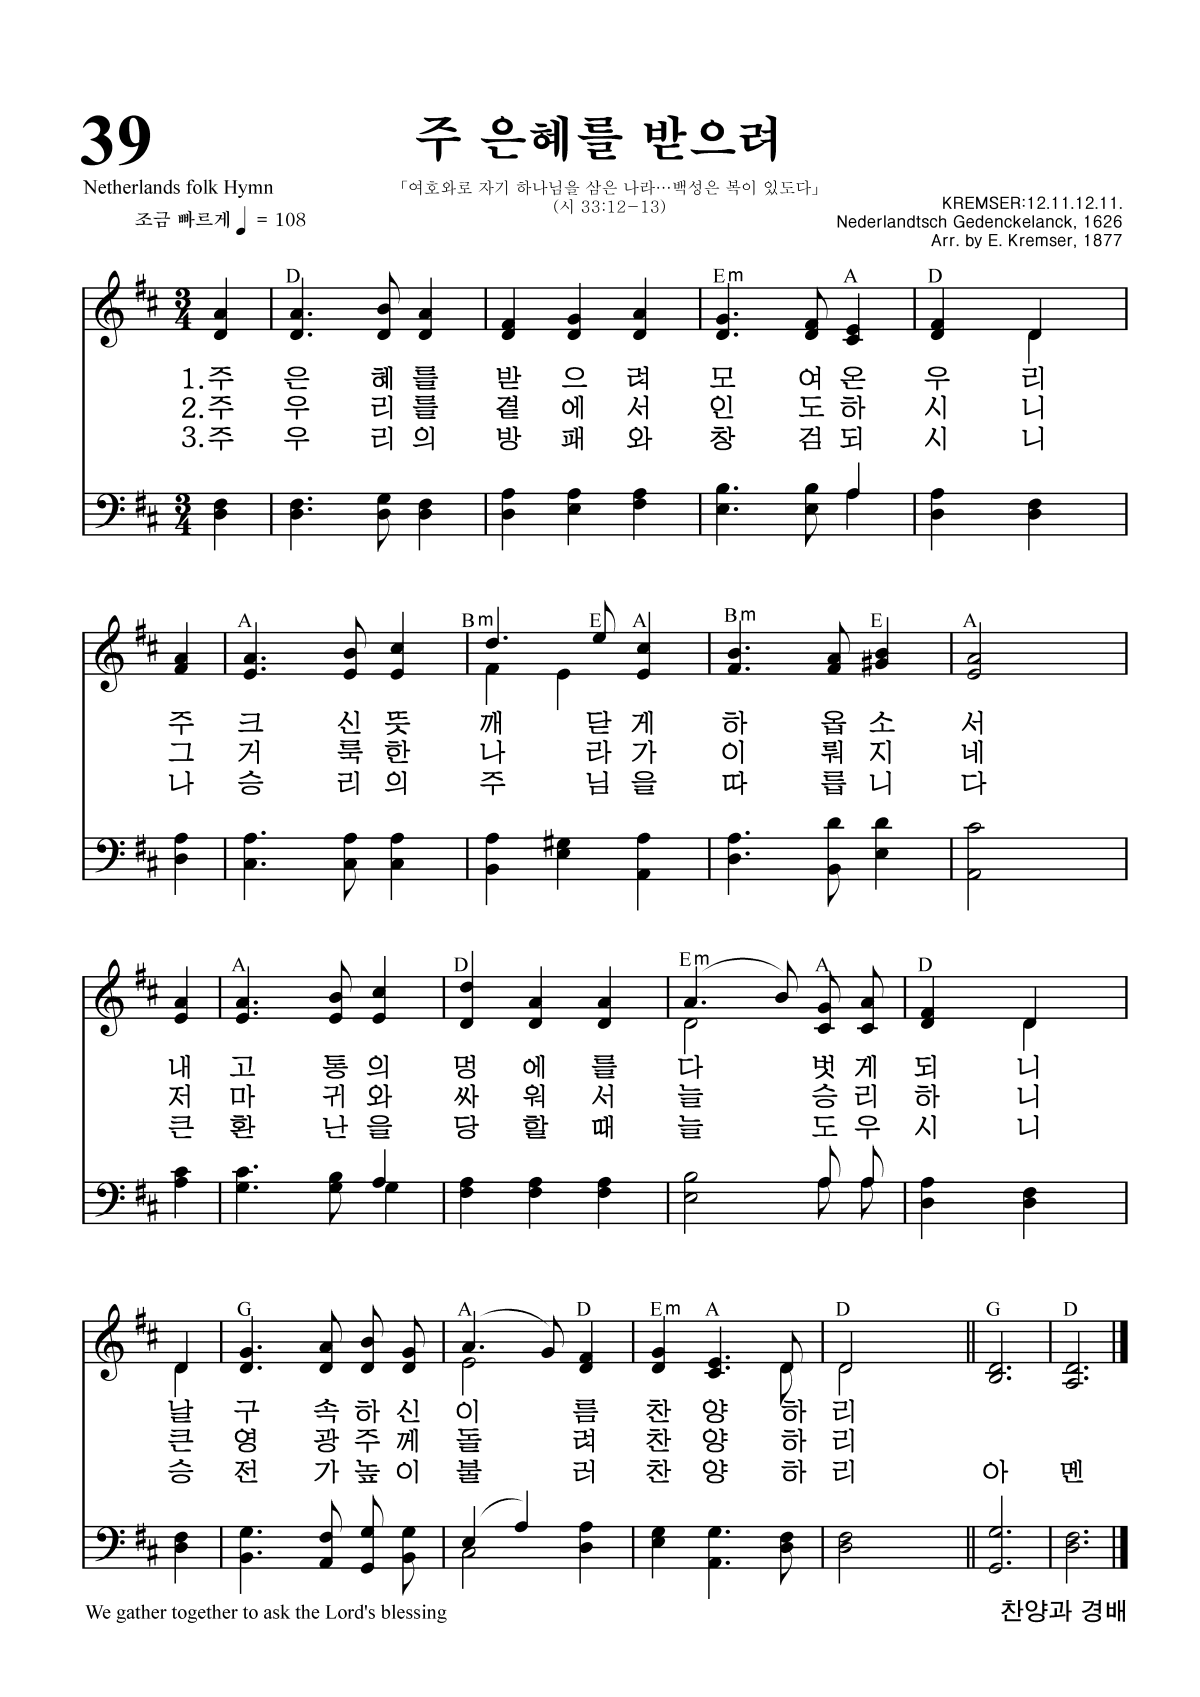 39
주 은혜를 받으려
Netherlands folk Hymn
「여호와로 자기 하나님을 삼은 나라…백성은 복이 있도다」
(시 33:12-13)
조금 빠르게 ♩ = 108
KREMSER:12.11.12.11.
Nederlandtsch Gedenckelanck, 1626
Arr. by E. Kremser, 1877
D Em A D
3 4
1.주 은 혜 를 받 으 려 모 여 온 우 리
2.주 우 리 를 곁 에 서 인 도 하 시 니
3.주 우 리 의 방 패 와 창 검 되 시 니
3 4
A Bm E A Bm E A
주 크 신 뜻 깨 닫 게 하 옵 소 서
그 거 룩 한 나 라 가 이 뤄 지 네
나 승 리 의 주 님 을 따 릅 니 다
A D Em A D
내 고 통 의 멍 에 를 다 벗 게 되 니
저 마 귀 와 싸 워 서 늘 승 리 하 니
큰 환 난 을 당 할 때 늘 도 우 시 니
G A D Em A D G D
날 구 속 하 신 이 름 찬 양 하 리
큰 영 광 주 께 돌 려 찬 양 하 리
승 전 가 높 이 불 러 찬 양 하 리 아 멘
We gather together to ask the Lord's blessing
찬양과 경배